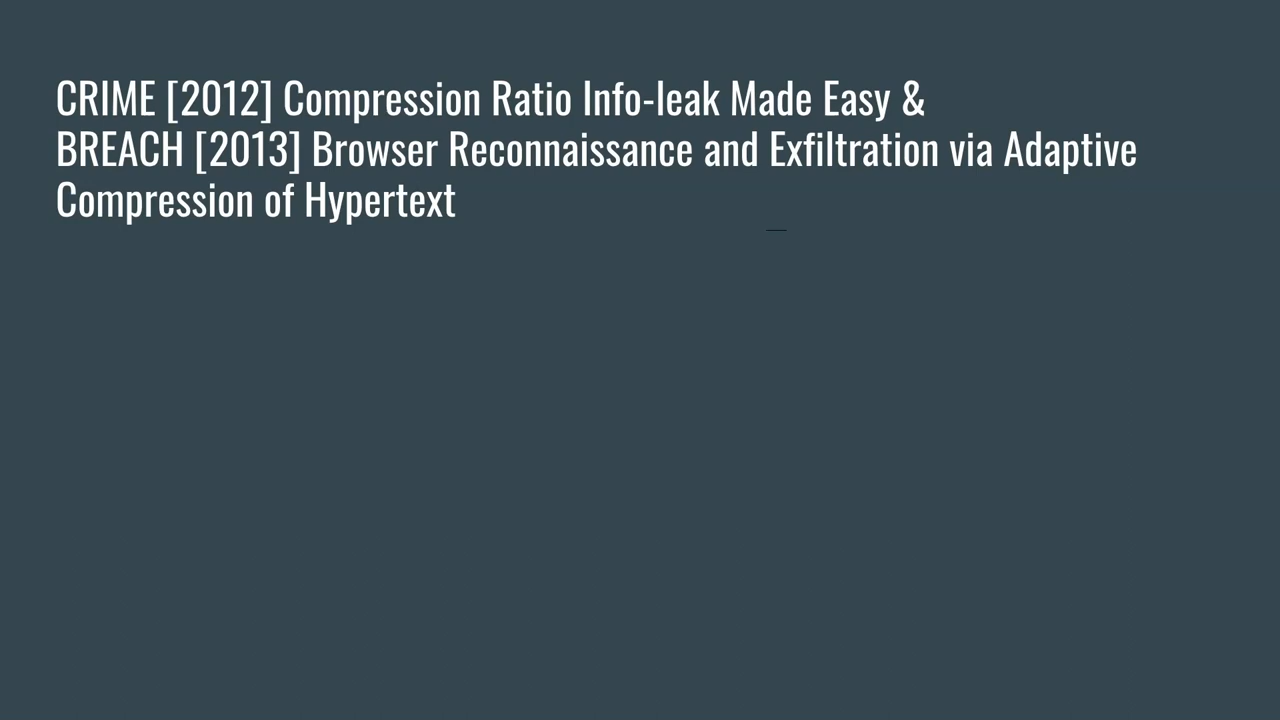 CRIME [2012] Compression Ratio Info-leak Made Easy &
BREACH [2013] Browser Reconnaissance and Exfiltration via Adaptive
Compression of Hypertext